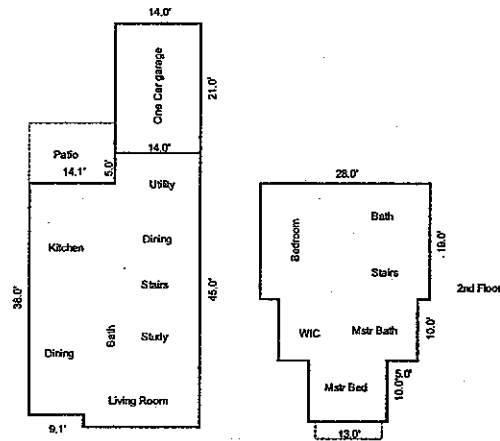 14.0'
One Car garage
21.0'
14.0'
Patio
14.1'
5.0'
Utility
Kitchen
Dining
Stairs
38.0'
45.0'
Bath
Study
Dining
Living Room
9.1'
28.0'
Bedroom
Bath
19.0'
Stairs
2nd Floor
WIC
Mstr Bath
10.0'
5.0'
Mstr Bed
10.0'
13.0'